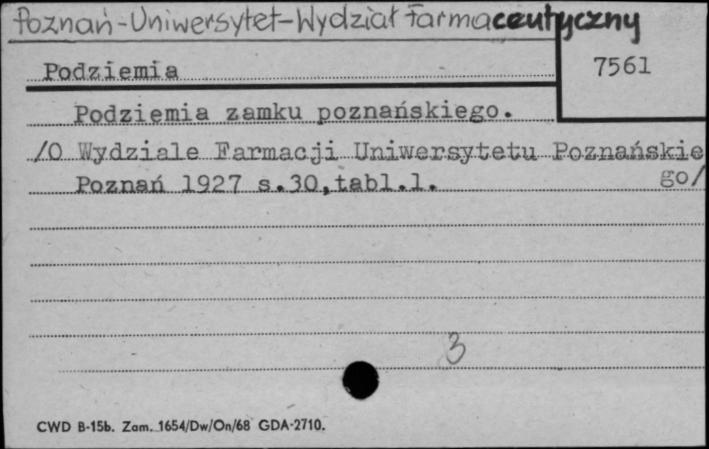 Poznań-Uniwersytet-Wydział Farmaceutyczny
Podziemia
7561
Podziemia zamku poznańskiego.
/O Wydziale Farmacji Uniwersytetu Poznańskie
go/
Poznań 1927 s.30,tabl.1.
3
CWD B-15b. Zam. 1654/Dw/On/68 GDA-2710.